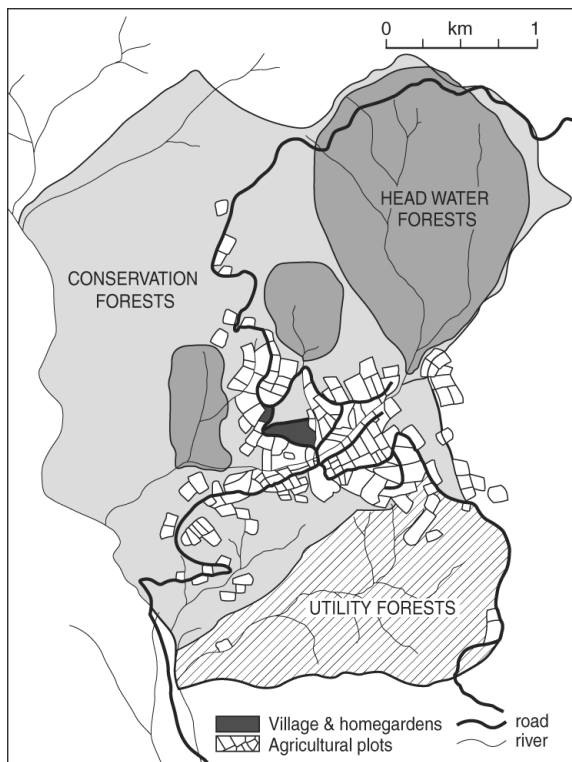 km
0 1
HEAD WATER
FORESTS
CONSERVATION
FORESTS
UTILITY FORESTS
Village & homegardens
Agricultural plots
road
river